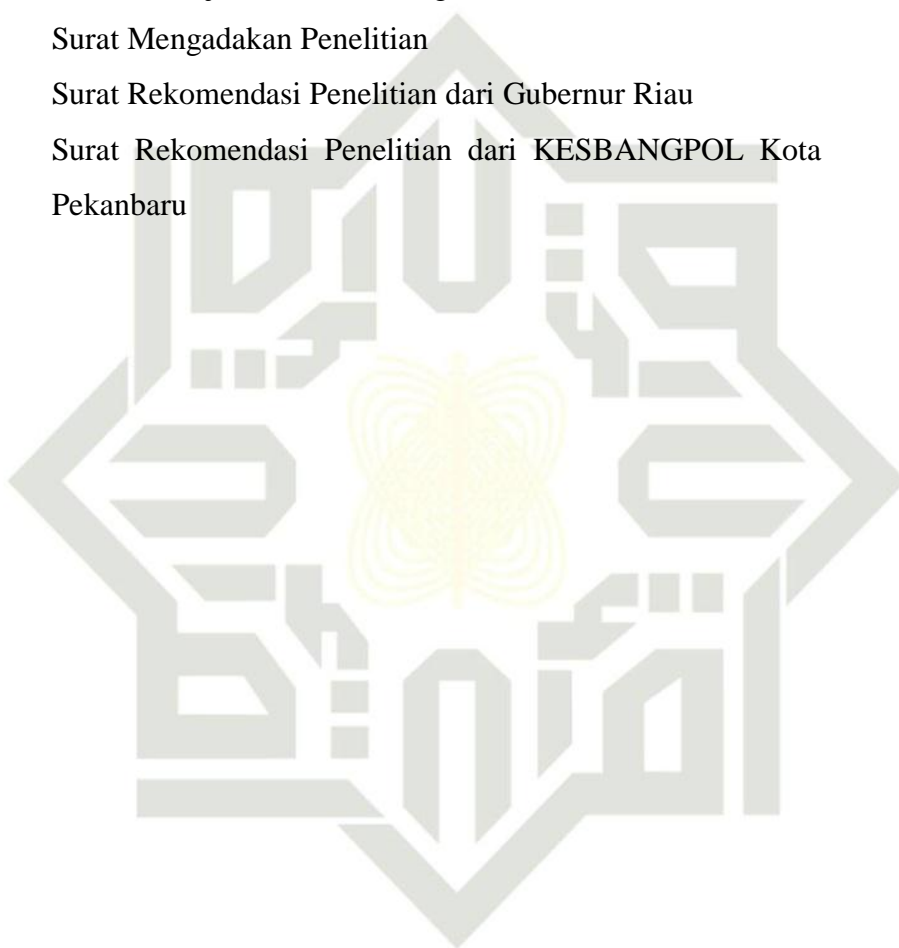 Surat Mengadakan Penelitian
Surat Rekomendasi Penelitian dari Gubernur Riau
Surat Rekomendasi Penelitian dari KESBANGPOL Kota
Pekanbaru